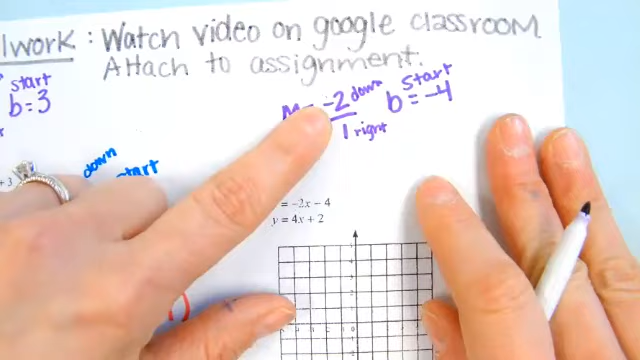 lwork : Watch video on google classroom
Attach to assignment.
start
b = 3
m = -2 down
1 right
start
b = -4
+ 3
down
start
= -2x - 4
y = 4x + 2